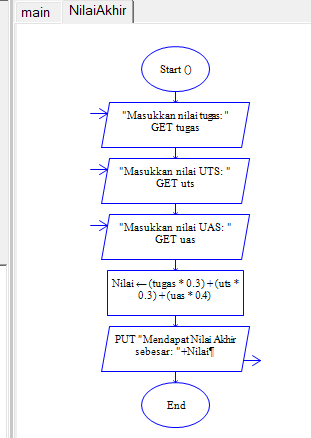 main
NilaiAkhir
Start ()
"Masukkan nilai tugas: "
GET tugas
"Masukkan nilai UTS: "
GET uts
"Masukkan nilai UAS: "
GET uas
Nilai ← (tugas * 0.3) + (uts *
0.3) + (uas * 0.4)
PUT "Mendapat Nilai Akhir
sebesar: "+Nilai¶
End